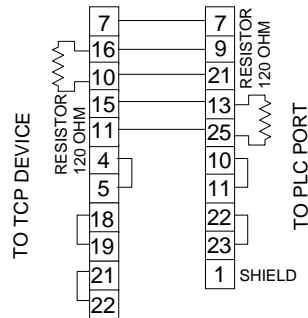 7 7
16 9
10 21
15 13
11 25
4 10
5 11
18 22
19 23
21 1 SHIELD
22
RESISTOR
120 OHM
RESISTOR
120 OHM
TO TCP DEVICE
TO PLC PORT